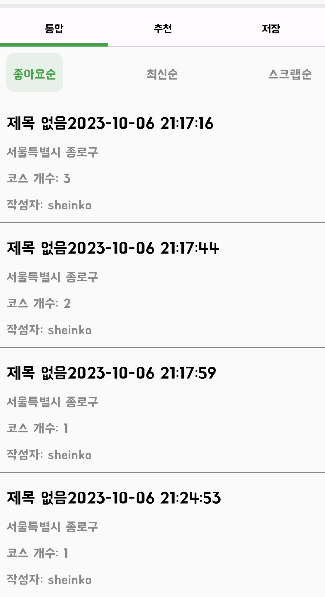 통합 추천 저장
좋아요순 최신순 스크랩순
제목 없음2023-10-06 21:17:16
서울특별시 종로구
코스 개수: 3
작성자: sheinko
제목 없음2023-10-06 21:17:44
서울특별시 종로구
코스 개수: 2
작성자: sheinko
제목 없음2023-10-06 21:17:59
서울특별시 종로구
코스 개수: 1
작성자: sheinko
제목 없음2023-10-06 21:24:53
서울특별시 종로구
코스 개수: 1
작성자: sheinko